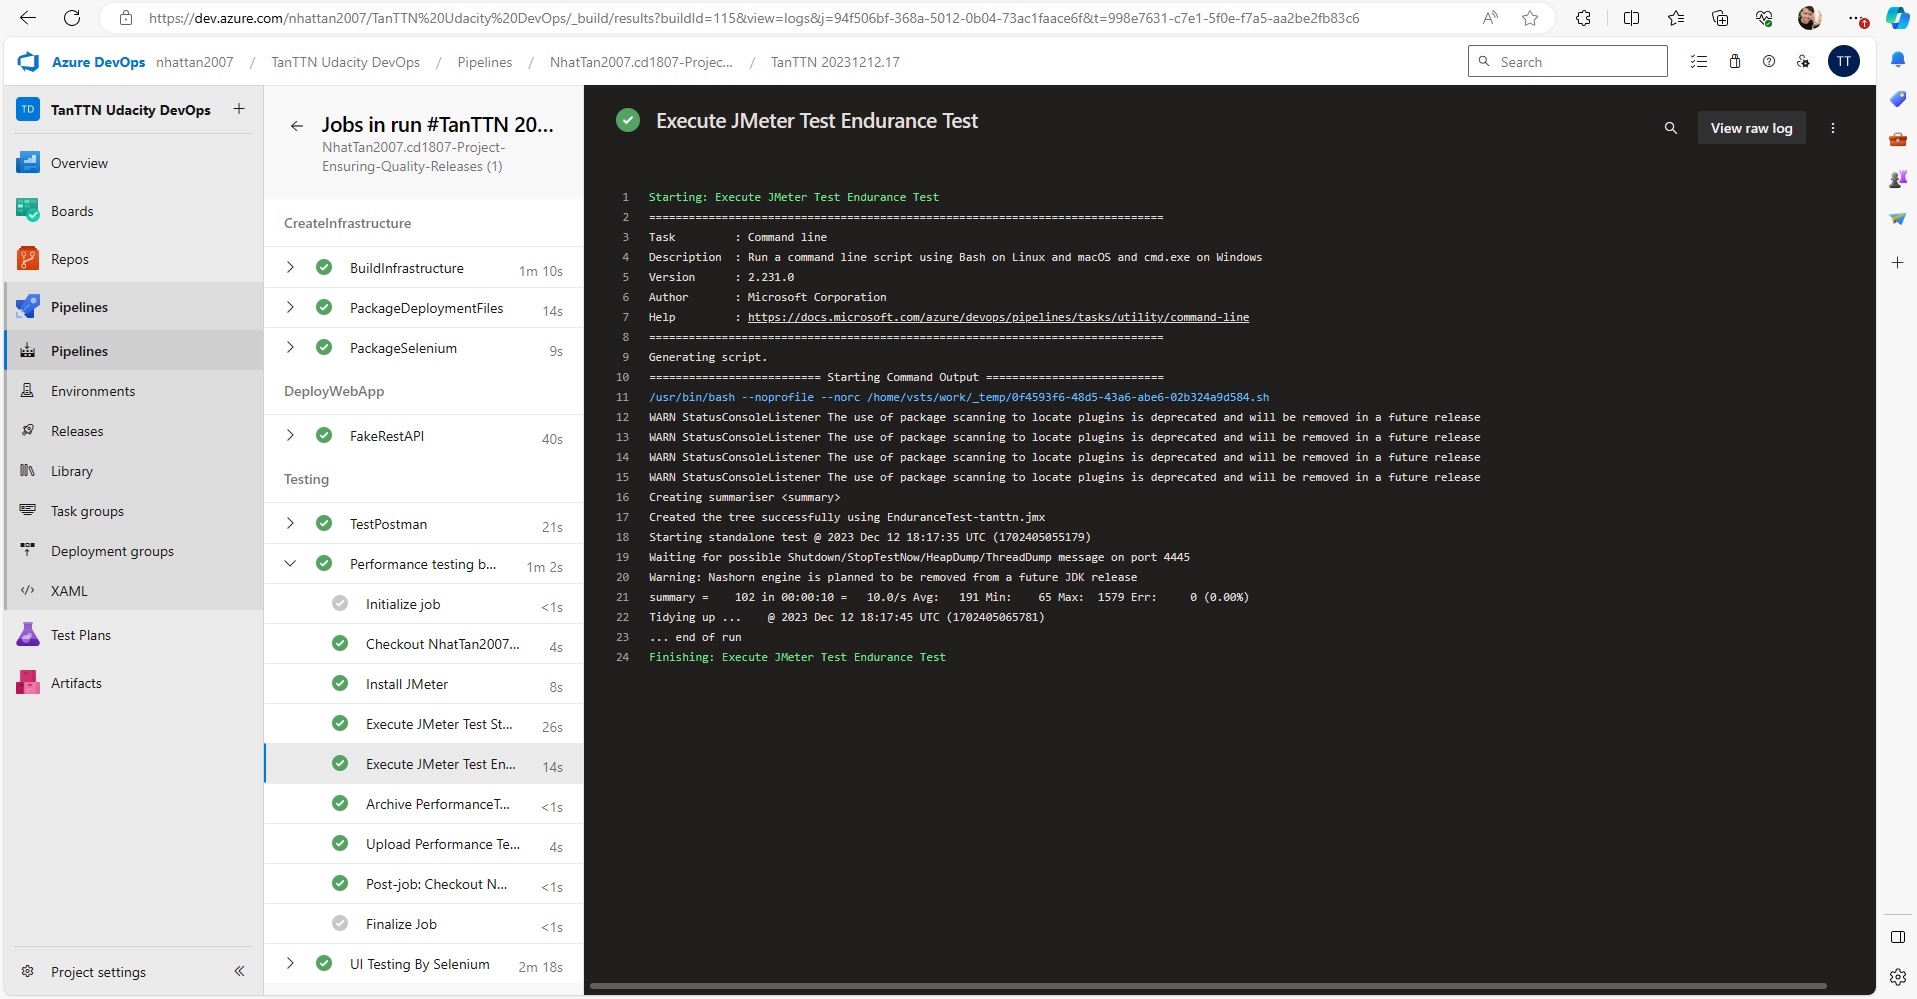 https://dev.azure.com/nhattan2007/TanTTN%20Udacity%20DevOps/_build/results?buildId=115&view=logs&j=94f506bf-368a-5012-0b04-73ac1faace6f&t=998e7631-c7e1-5f0e-f7a5-aa2be2fb83c6
Azure DevOps nhattan2007 / TanTTN Udacity DevOps / Pipelines / NhatTan2007.cd1807-Projec... / TanTTN 20231212.17
Search
TT
TD TanTTN Udacity DevOps +
Overview
Boards
Repos
Pipelines
Pipelines
Environments
Releases
Library
Task groups
Deployment groups
XAML
Test Plans
Artifacts
Project settings
Jobs in run #TanTTN 20...
NhatTan2007.cd1807-Project-
Ensuring-Quality-Releases (1)
CreateInfrastructure
BuildInfrastructure 1m 10s
PackageDeploymentFiles 14s
PackageSelenium 9s
DeployWebApp
FakeRestAPI 40s
Testing
TestPostman 21s
Performance testing b... 1m 2s
Initialize job <1s
Checkout NhatTan2007... 4s
Install JMeter 8s
Execute JMeter Test St... 26s
Execute JMeter Test En... 14s
Archive PerformanceT... <1s
Upload Performance Te... 4s
Post-job: Checkout N... <1s
Finalize Job <1s
UI Testing By Selenium 2m 18s
Execute JMeter Test Endurance Test
View raw log
1 Starting: Execute JMeter Test Endurance Test
2 ==============================================================================
3 Task         : Command line
4 Description  : Run a command line script using Bash on Linux and macOS and cmd.exe on Windows
5 Version      : 2.231.0
6 Author       : Microsoft Corporation
7 Help         : https://docs.microsoft.com/azure/devops/pipelines/tasks/utility/command-line
8 ==============================================================================
9 Generating script.
10 ========================== Starting Command Output ===========================
11 /usr/bin/bash --noprofile --norc /home/vsts/work/_temp/0f4593f6-48d5-43a6-abe6-02b324a9d584.sh
12 WARN StatusConsoleListener The use of package scanning to locate plugins is deprecated and will be removed in a future release
13 WARN StatusConsoleListener The use of package scanning to locate plugins is deprecated and will be removed in a future release
14 WARN StatusConsoleListener The use of package scanning to locate plugins is deprecated and will be removed in a future release
15 WARN StatusConsoleListener The use of package scanning to locate plugins is deprecated and will be removed in a future release
16 Creating summariser <summary>
17 Created the tree successfully using EnduranceTest-tanttn.jmx
18 Starting standalone test @ 2023 Dec 12 18:17:35 UTC (1702405055179)
19 Waiting for possible Shutdown/StopTestNow/HeapDump/ThreadDump message on port 4445
20 Warning: Nashorn engine is planned to be removed from a future JDK release
21 summary =    102 in 00:00:10 =   10.0/s Avg:   191 Min:    65 Max:  1579 Err:     0 (0.00%)
22 Tidying up ...    @ 2023 Dec 12 18:17:45 UTC (1702405065781)
23 ... end of run
24 Finishing: Execute JMeter Test Endurance Test